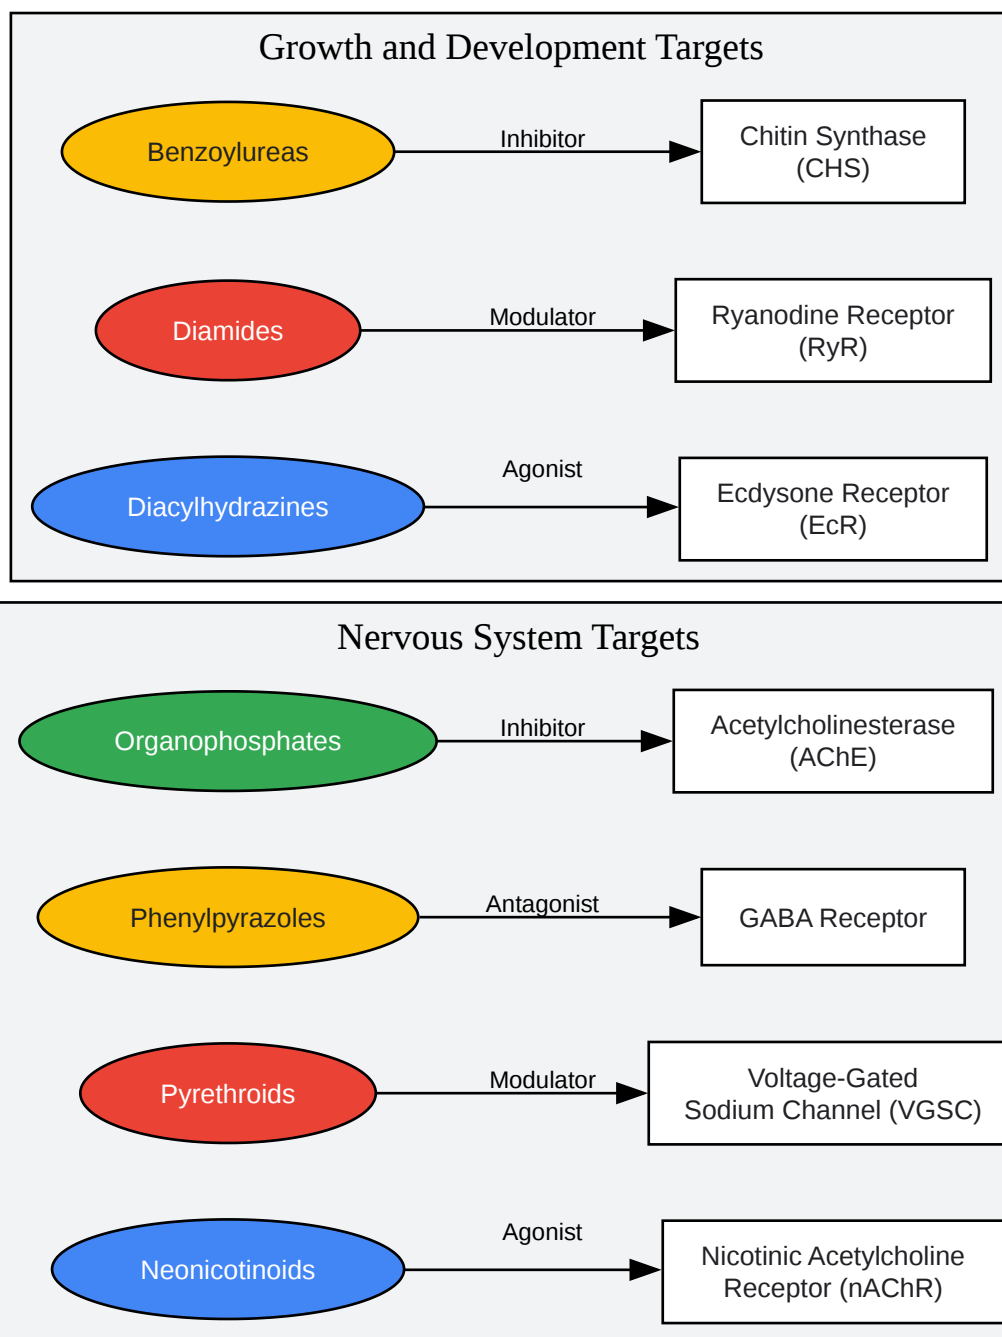 Growth and Development Targets
Benzoylureas
Inhibitor
Chitin Synthase
(CHS)
Diamides
Modulator
Ryanodine Receptor
(RyR)
Diacylhydrazines
Agonist
Ecdysone Receptor
(EcR)
Nervous System Targets
Organophosphates
Inhibitor
Acetylcholinesterase
(AChE)
Phenylpyrazoles
Antagonist
GABA Receptor
Pyrethroids
Modulator
Voltage-Gated
Sodium Channel (VGSC)
Neonicotinoids
Agonist
Nicotinic Acetylcholine
Receptor (nAChR)